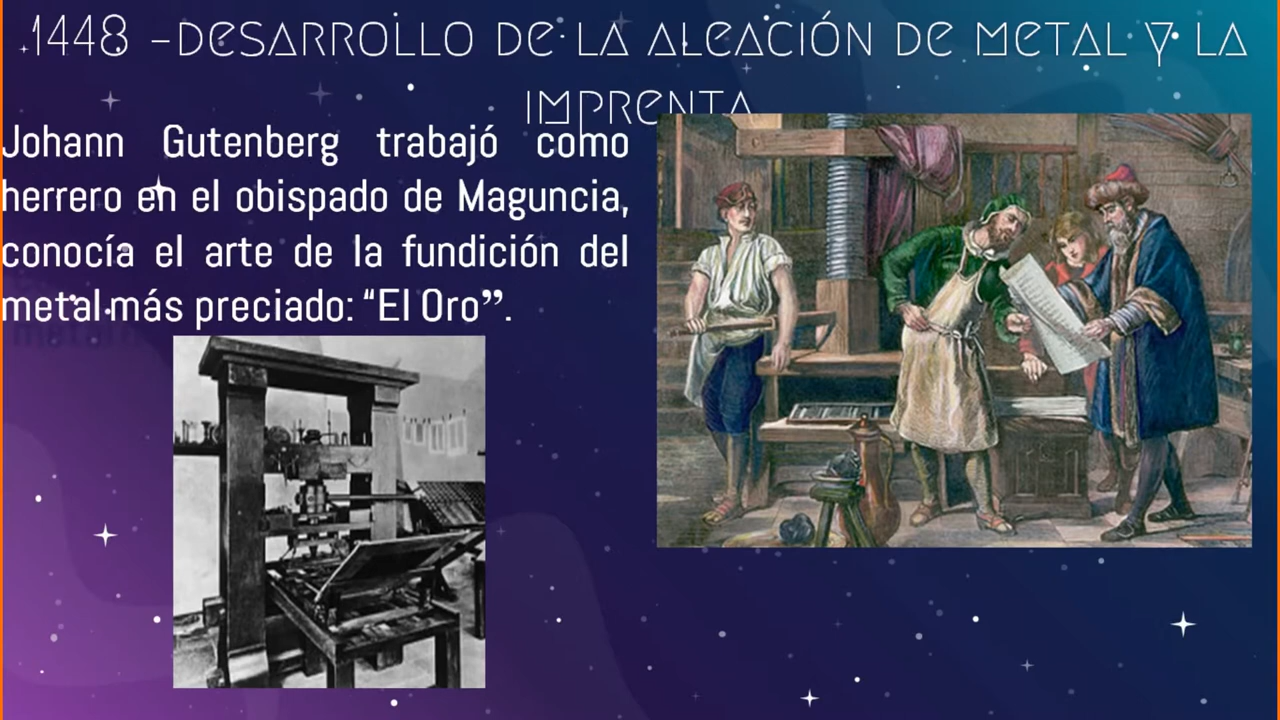 1448 -DESARROLLO DE LA ALEACIÓN DE METAL Y LA
IMPRENTA
Johann Gutenberg trabajó como
herrero en el obispado de Maguncia,
conocía el arte de la fundición del
metal más preciado: “El Oro”.